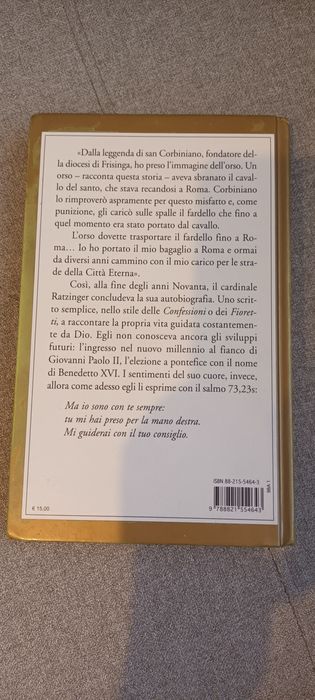 «Dalla leggenda di san Corbiniano, fondatore del-
la diocesi di Frisinga, ho preso l'immagine dell'orso. Un
orso – racconta questa storia – aveva sbranato il caval-
lo del santo, che stava recandosi a Roma. Corbiniano
lo rimproverò aspramente per questo misfatto e, come
punizione, gli caricò sulle spalle il fardello che fino a
quel momento era stato portato dal cavallo.
L'orso dovette trasportare il fardello fino a Ro-
ma… Io ho portato il mio bagaglio a Roma e ormai
da diversi anni cammino con il mio carico per le stra-
de della Città Eterna».
Così, alla fine degli anni Novanta, il cardinale
Ratzinger concludeva la sua autobiografia. Uno scrit-
to semplice, nello stile delle Confessioni o dei Fioret-
ti, a raccontare la propria vita guidata costantemen-
te da Dio. Egli non conosceva ancora gli sviluppi
futuri: l'ingresso nel nuovo millennio al fianco di
Giovanni Paolo II, l'elezione a pontefice con il nome
di Benedetto XVI. I sentimenti del suo cuore, invece,
allora come adesso egli li esprime con il salmo 73,23s:
Ma io sono con te sempre:
tu mi hai preso per la mano destra.
Mi guiderai con il tuo consiglio.
ISBN 88-215-5464-3
9 788821 554643
€ 15,00